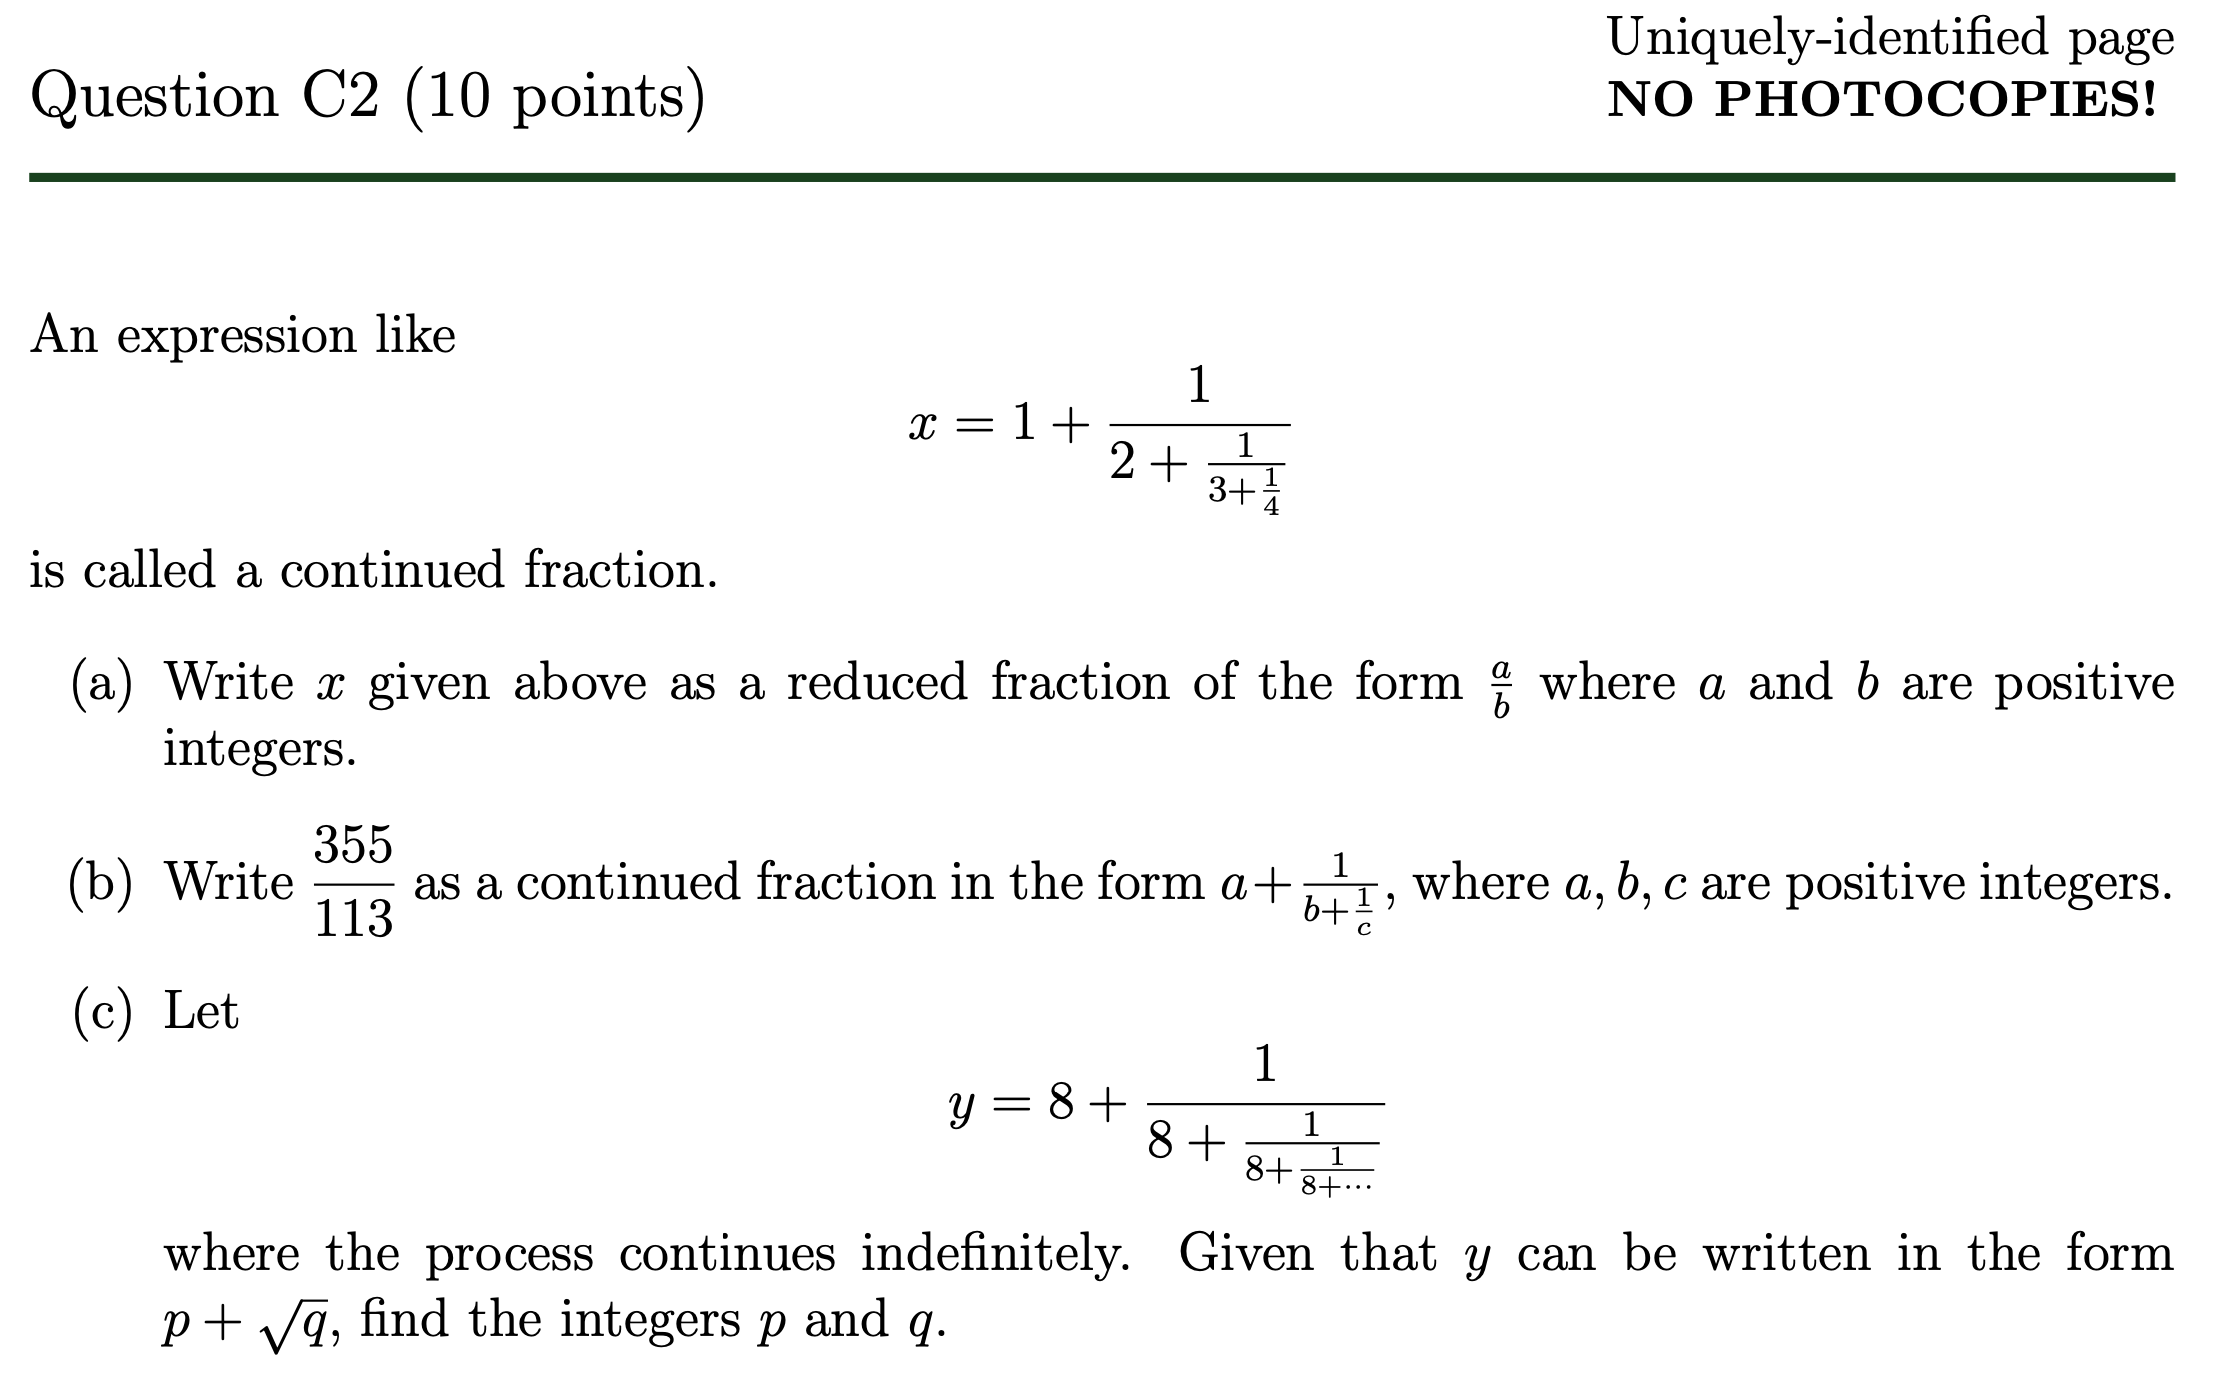 Question C2 (10 points)
Uniquely-identified page
NO PHOTOCOPIES!
An expression like
x = 1 + \frac{1}{2 + \frac{1}{3+\frac{1}{4}}}
is called a continued fraction.
(a) Write x given above as a reduced fraction of the form \frac{a}{b} where a and b are positive
integers.
(b) Write \frac{355}{113} as a continued fraction in the form a+\frac{1}{b+\frac{1}{c}}, where a, b, c are positive integers.
(c) Let
y = 8 + \frac{1}{8 + \frac{1}{8+\frac{1}{8+\cdots}}}
where the process continues indefinitely. Given that y can be written in the form
p + \sqrt{q}, find the integers p and q.